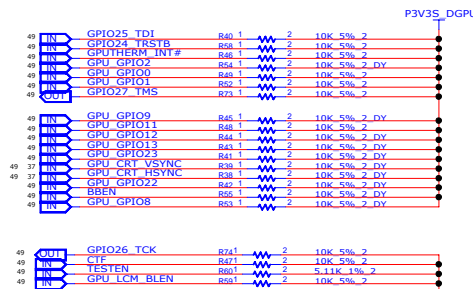 P3V3S_DGPU
49 IN GPIO25_TDI R40 1 2 10K_5%_2
49 IN GPIO24_TRSTB R58 1 2 10K_5%_2
49 IN GPUTHERM_INT# R46 1 2 10K_5%_2
49 IN GPU_GPIO2 R54 1 2 10K_5%_2_DY
49 IN GPU_GPIO0 R49 1 2 10K_5%_2
49 IN GPU_GPIO1 R52 1 2 10K_5%_2
49 OUT GPIO27_TMS R73 1 2 10K_5%_2
49 IN GPU_GPIO9 R45 1 2 10K_5%_2_DY
49 IN GPU_GPIO11 R48 1 2 10K_5%_2
49 IN GPU_GPIO12 R44 1 2 10K_5%_2_DY
49 IN GPU_GPIO13 R43 1 2 10K_5%_2_DY
49 IN GPU_GPIO23 R41 1 2 10K_5%_2_DY
49 37 IN GPU_CRT_VSYNC R39 1 2 10K_5%_2_DY
49 37 IN GPU_CRT_HSYNC R38 1 2 10K_5%_2_DY
49 IN GPU_GPIO22 R42 1 2 10K_5%_2_DY
49 IN BBEN R55 1 2 10K_5%_2_DY
49 IN GPU_GPIO8 R53 1 2 10K_5%_2_DY
49 OUT GPIO26_TCK R74 1 2 10K_5%_2
49 IN CTF R47 1 2 10K_5%_2
49 IN TESTEN R60 1 2 5.11K_1%_2
49 IN GPU_LCM_BLEN R59 1 2 10K_5%_2